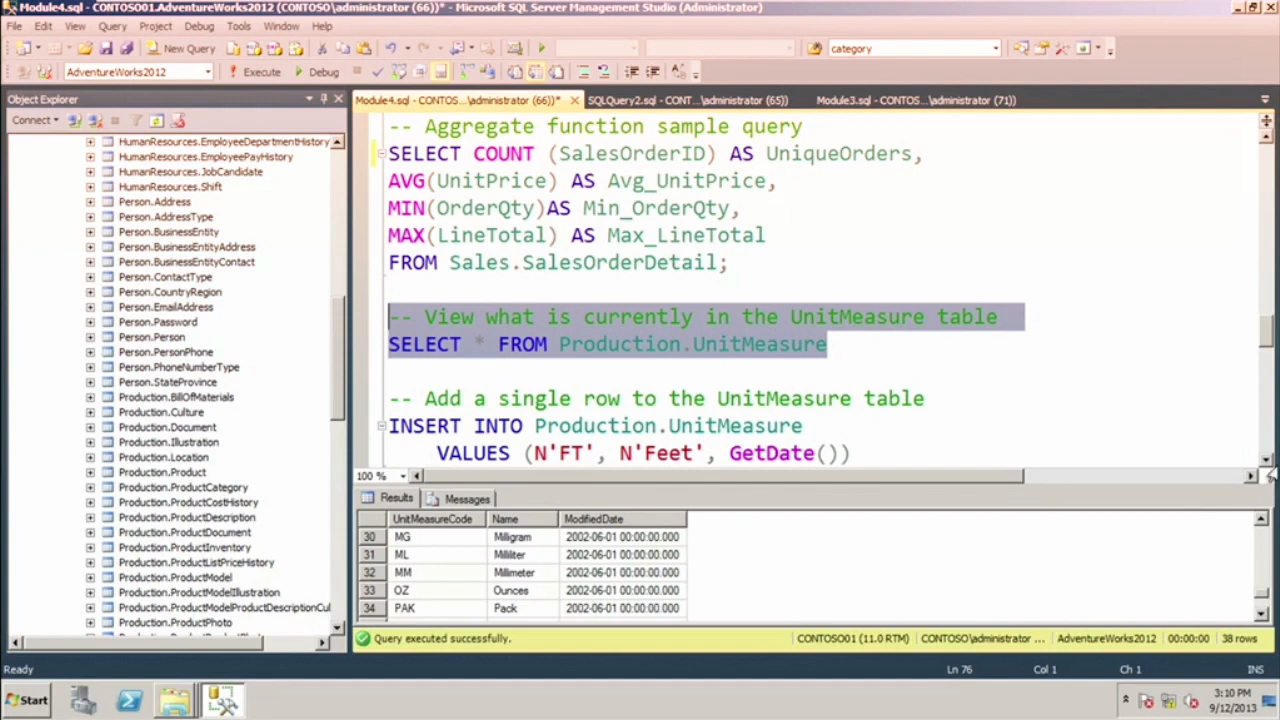 Module4.sql - CONTOSO01.AdventureWorks2012 (CONTOSO\administrator (66))* - Microsoft SQL Server Management Studio (Administrator)
File Edit View Query Project Debug Tools Window Help
New Query category
AdventureWorks2012 Execute Debug
Object Explorer
Connect
HumanResources.EmployeeDepartmentHistory
HumanResources.EmployeePayHistory
HumanResources.JobCandidate
HumanResources.Shift
Person.Address
Person.AddressType
Person.BusinessEntity
Person.BusinessEntityAddress
Person.BusinessEntityContact
Person.ContactType
Person.CountryRegion
Person.EmailAddress
Person.Password
Person.Person
Person.PersonPhone
Person.PhoneNumberType
Person.StateProvince
Production.BillOfMaterials
Production.Culture
Production.Document
Production.Illustration
Production.Location
Production.Product
Production.ProductCategory
Production.ProductCostHistory
Production.ProductDescription
Production.ProductDocument
Production.ProductInventory
Production.ProductListPriceHistory
Production.ProductModel
Production.ProductModelIllustration
Production.ProductModelProductDescriptionCul
Production.ProductPhoto
Module4.sql - CONTOS...\administrator (66))* SQLQuery2.sql - CONT...\administrator (65)) Module3.sql - CONTOS...\administrator (71))
-- Aggregate function sample query
SELECT COUNT (SalesOrderID) AS UniqueOrders,
AVG(UnitPrice) AS Avg_UnitPrice,
MIN(OrderQty)AS Min_OrderQty,
MAX(LineTotal) AS Max_LineTotal
FROM Sales.SalesOrderDetail;
-- View what is currently in the UnitMeasure table
SELECT * FROM Production.UnitMeasure
-- Add a single row to the UnitMeasure table
INSERT INTO Production.UnitMeasure
VALUES (N'FT', N'Feet', GetDate())
100 %
Results Messages
UnitMeasureCode Name ModifiedDate
30 MG Milligram 2002-06-01 00:00:00.000
31 ML Milliliter 2002-06-01 00:00:00.000
32 MM Millimeter 2002-06-01 00:00:00.000
33 OZ Ounces 2002-06-01 00:00:00.000
34 PAK Pack 2002-06-01 00:00:00.000
Query executed successfully. CONTOSO01 (11.0 RTM) CONTOSO\administrator ... AdventureWorks2012 00:00:00 38 rows
Ready Ln 76 Col 1 Ch 1 INS
Start 3:10 PM
9/12/2013